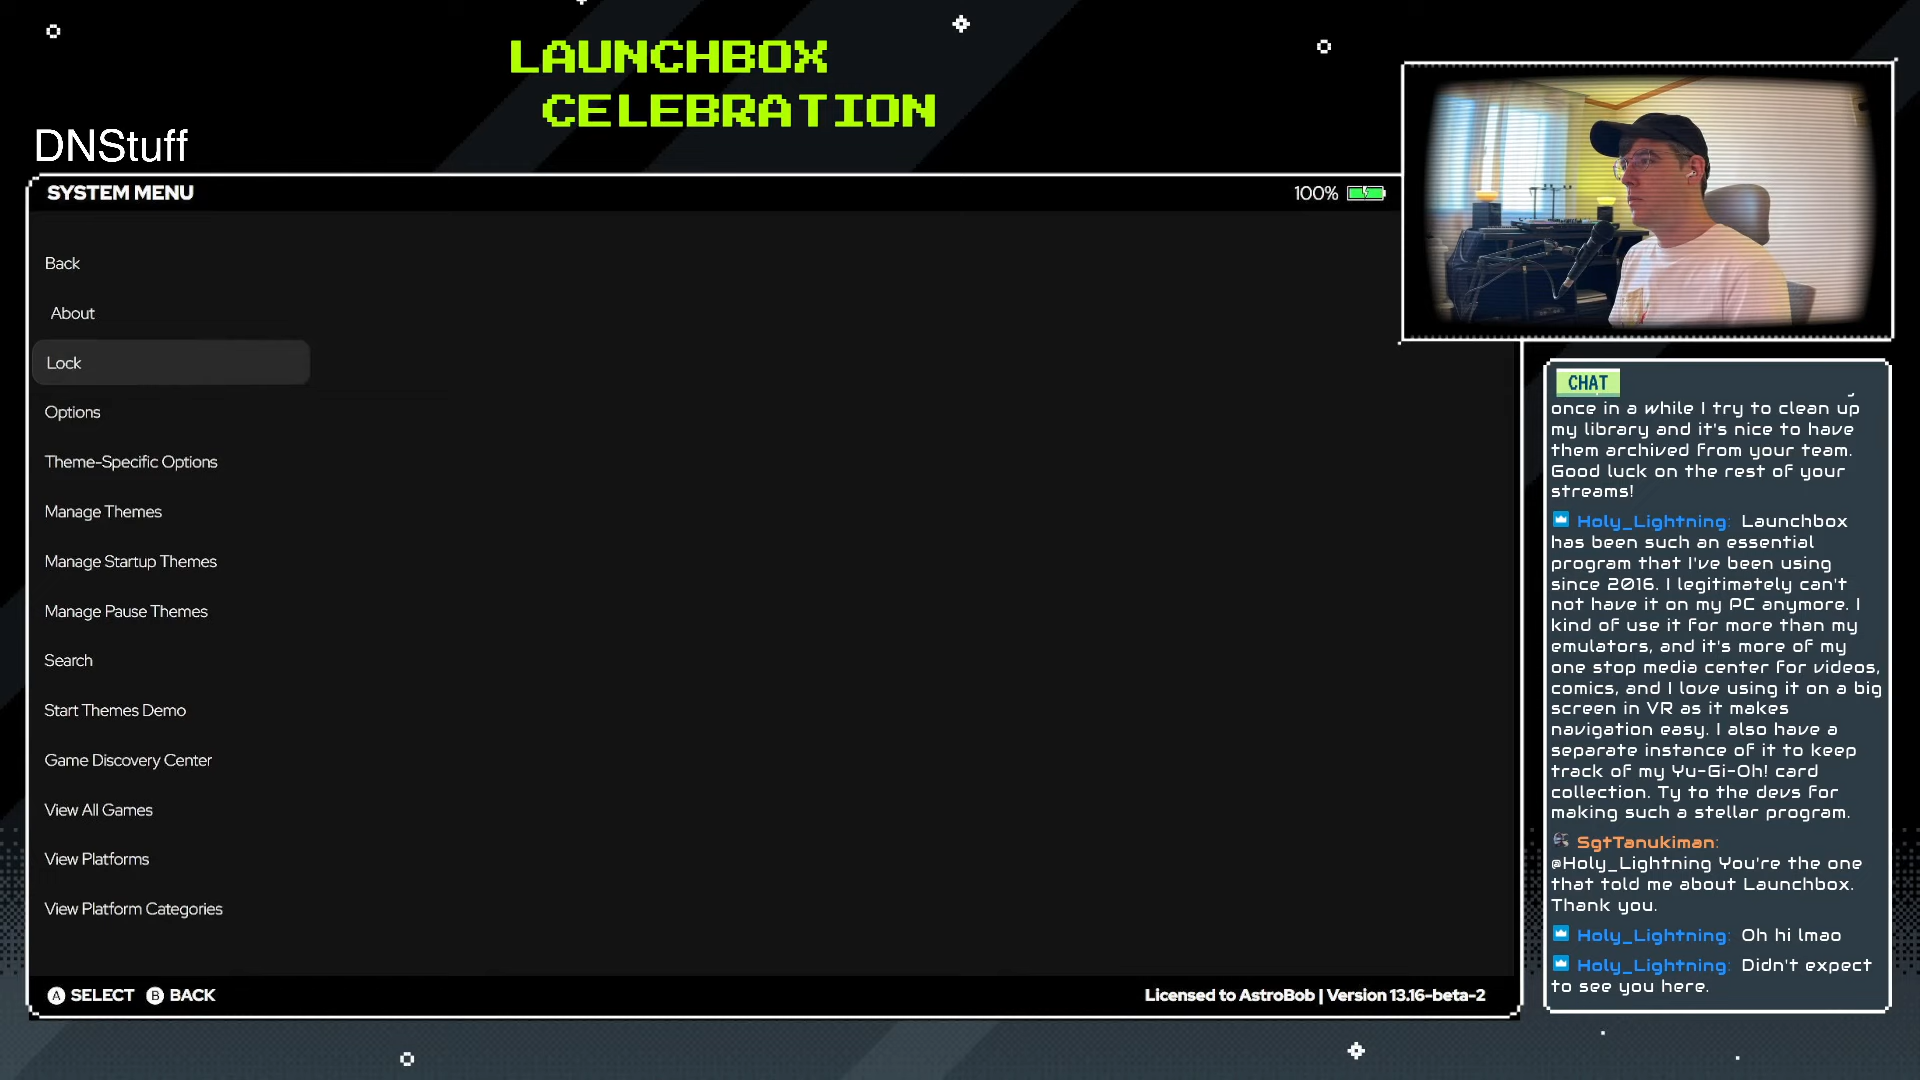 LAUNCHBOX
CELEBRATION
DNStuff
SYSTEM MENU
100%
Back
About
Lock
Options
Theme-Specific Options
Manage Themes
Manage Startup Themes
Manage Pause Themes
Search
Start Themes Demo
Game Discovery Center
View All Games
View Platforms
View Platform Categories
A SELECT B BACK
Licensed to AstroBob | Version 13.16-beta-2
CHAT
once in a while I try to clean up
my library and it's nice to have
them archived from your team.
Good luck on the rest of your
streams!
Holy_Lightning: Launchbox
has been such an essential
program that I've been using
since 2016. I legitimately can't
not have it on my PC anymore. I
kind of use it for more than my
emulators, and it's more of my
one stop media center for videos,
comics, and I love using it on a big
screen in VR as it makes
navigation easy. I also have a
separate instance of it to keep
track of my Yu-Gi-Oh! card
collection. Ty to the devs for
making such a stellar program.
SgtTanukiman:
@Holy_Lightning You're the one
that told me about Launchbox.
Thank you.
Holy_Lightning: Oh hi lmao
Holy_Lightning: Didn't expect
to see you here.